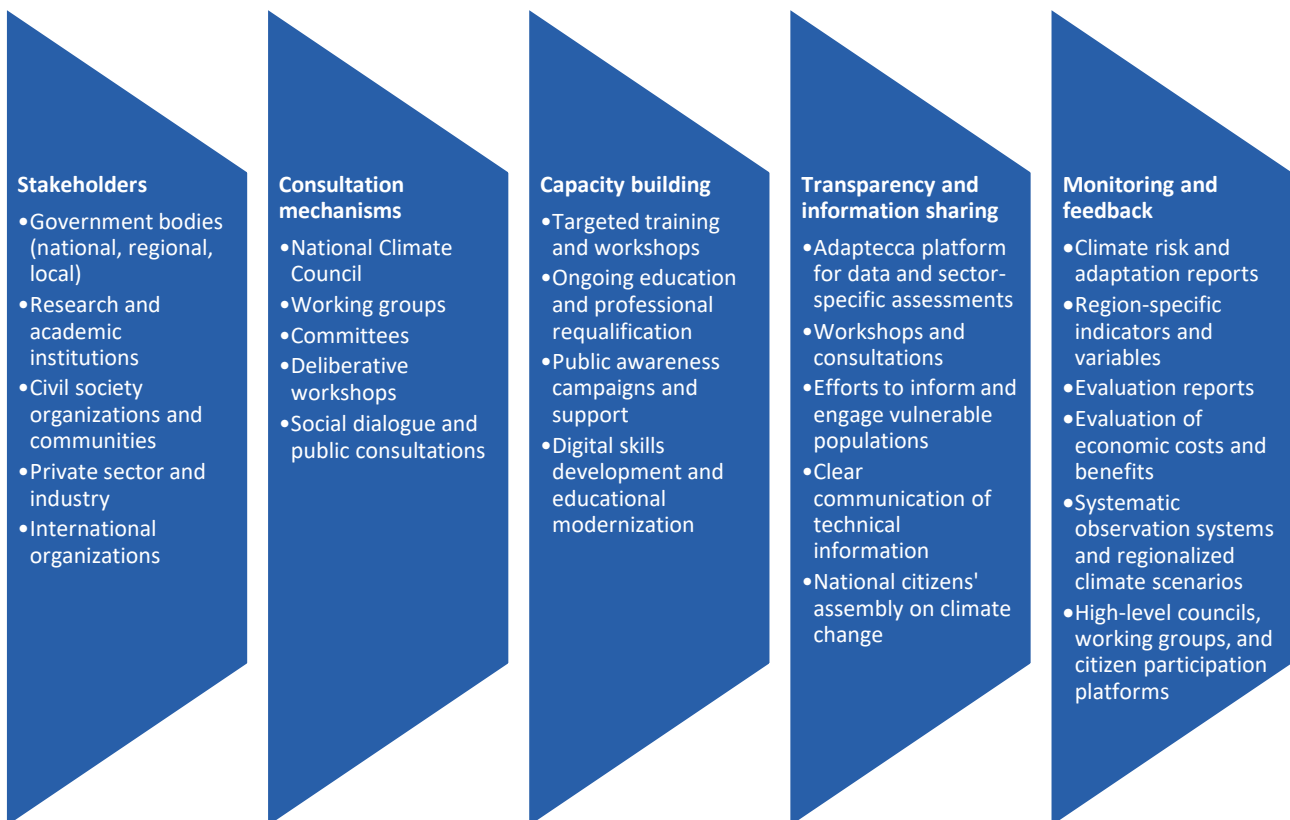 Stakeholders
•Government bodies
(national, regional,
local)
•Research and
academic
institutions
•Civil society
organizations and
communities
•Private sector and
industry
•International
organizations
Consultation
mechanisms
•National Climate
Council
•Working groups
•Committees
•Deliberative
workshops
•Social dialogue and
public consultations
Capacity building
•Targeted training
and workshops
•Ongoing education
and professional
requalification
•Public awareness
campaigns and
support
•Digital skills
development and
educational
modernization
Transparency and
information sharing
•Adaptecca platform
for data and sector-
specific assessments
•Workshops and
consultations
•Efforts to inform and
engage vulnerable
populations
•Clear
communication of
technical
information
•National citizens'
assembly on climate
change
Monitoring and
feedback
•Climate risk and
adaptation reports
•Region-specific
indicators and
variables
•Evaluation reports
•Evaluation of
economic costs and
benefits
•Systematic
observation systems
and regionalized
climate scenarios
•High-level councils,
working groups, and
citizen participation
platforms